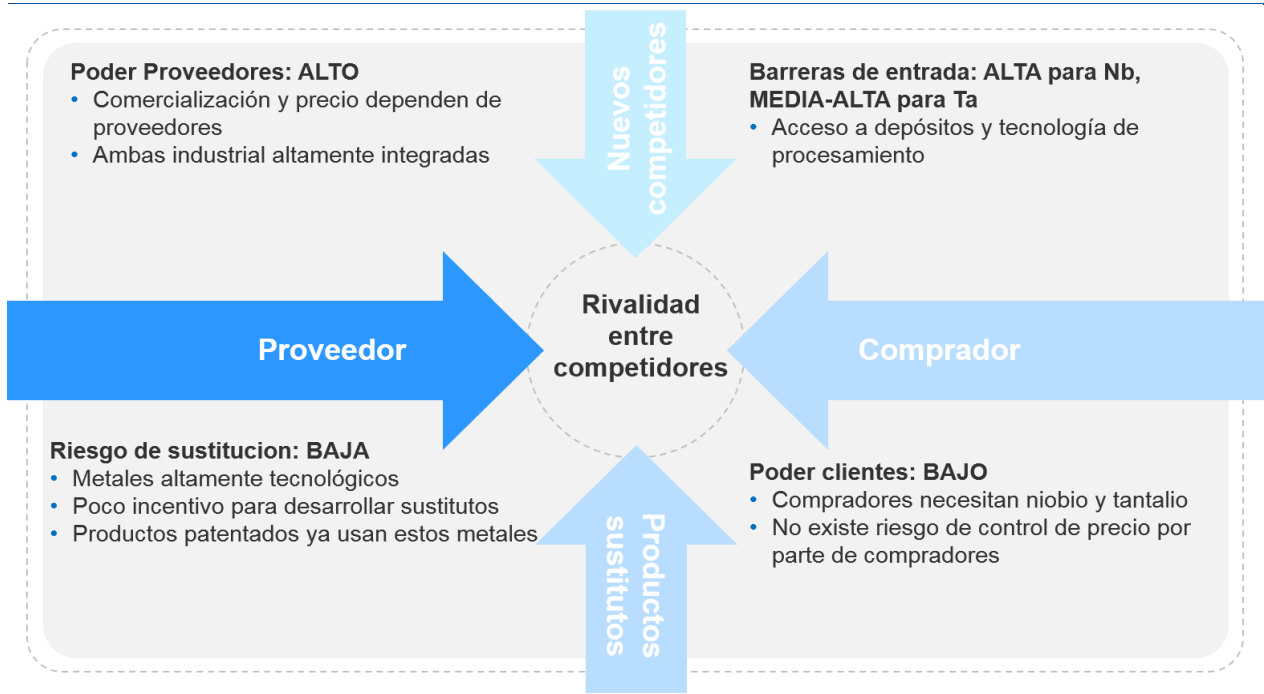 Poder Proveedores: ALTO
• Comercialización y precio dependen de
proveedores
• Ambas industrial altamente integradas
Nuevos
competidores
Barreras de entrada: ALTA para Nb,
MEDIA-ALTA para Ta
• Acceso a depósitos y tecnología de
procesamiento
Proveedor
Rivalidad
entre
competidores
Comprador
Riesgo de sustitucion: BAJA
• Metales altamente tecnológicos
• Poco incentivo para desarrollar sustitutos
• Productos patentados ya usan estos metales
Productos
sustitutos
Poder clientes: BAJO
• Compradores necesitan niobio y tantalio
• No existe riesgo de control de precio por
parte de compradores